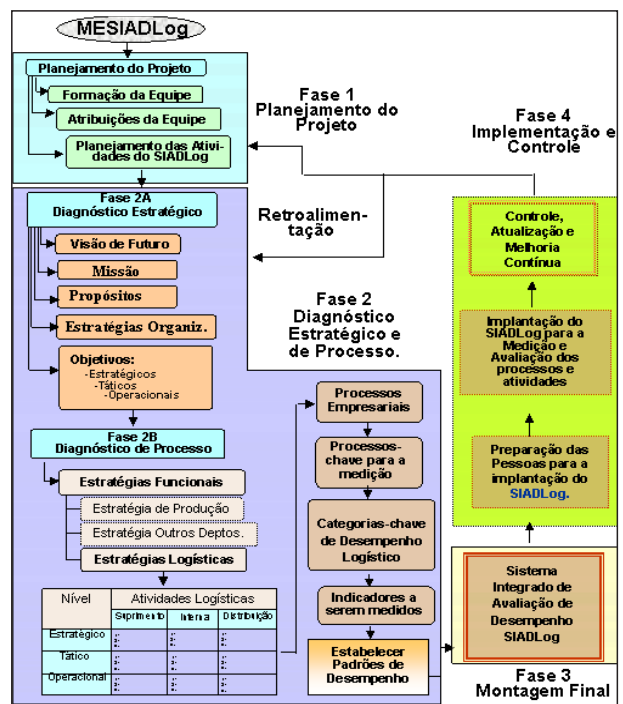 MESIADLog
Planejamento do Projeto
Formação da Equipe
Atribuições da Equipe
Planejamento das Ativi-
dades do SIADLog
Fase 1
Planejamento do
Projeto
Fase 2A
Diagnóstico Estratégico
Visão de Futuro
Missão
Propósitos
Estratégias Organiz.
Objetivos:
-Estratégicos
-Táticos
-Operacionais
Retroalimen-
tação
Fase 2
Diagnóstico
Estratégico e
de Processo.
Fase 2B
Diagnóstico de Processo
Estratégias Funcionais
Estratégia de Produção
Estratégia Outros Deptos.
Estratégias Logísticas
Nível
Atividades Logísticas
Suprimento
Interna
Distribuição
Estratégico
Tático
Operacional
Processos
Empresariais
Processos-
chave para a
medição
Categorias-chave
de Desempenho
Logístico
Indicadores a
serem medidos
Estabelecer
Padrões de
Desempenho
Fase 4
Implementação e
Controle
Controle,
Atualização e
Melhoria
Contínua
Implantação do
SIADLog para a
Medição e
Avaliação dos
processos e
atividades
Preparação das
Pessoas para a
implantação do
SIADLog.
Sistema
Integrado de
Avaliação de
Desempenho
SIADLog
Fase 3
Montagem Final